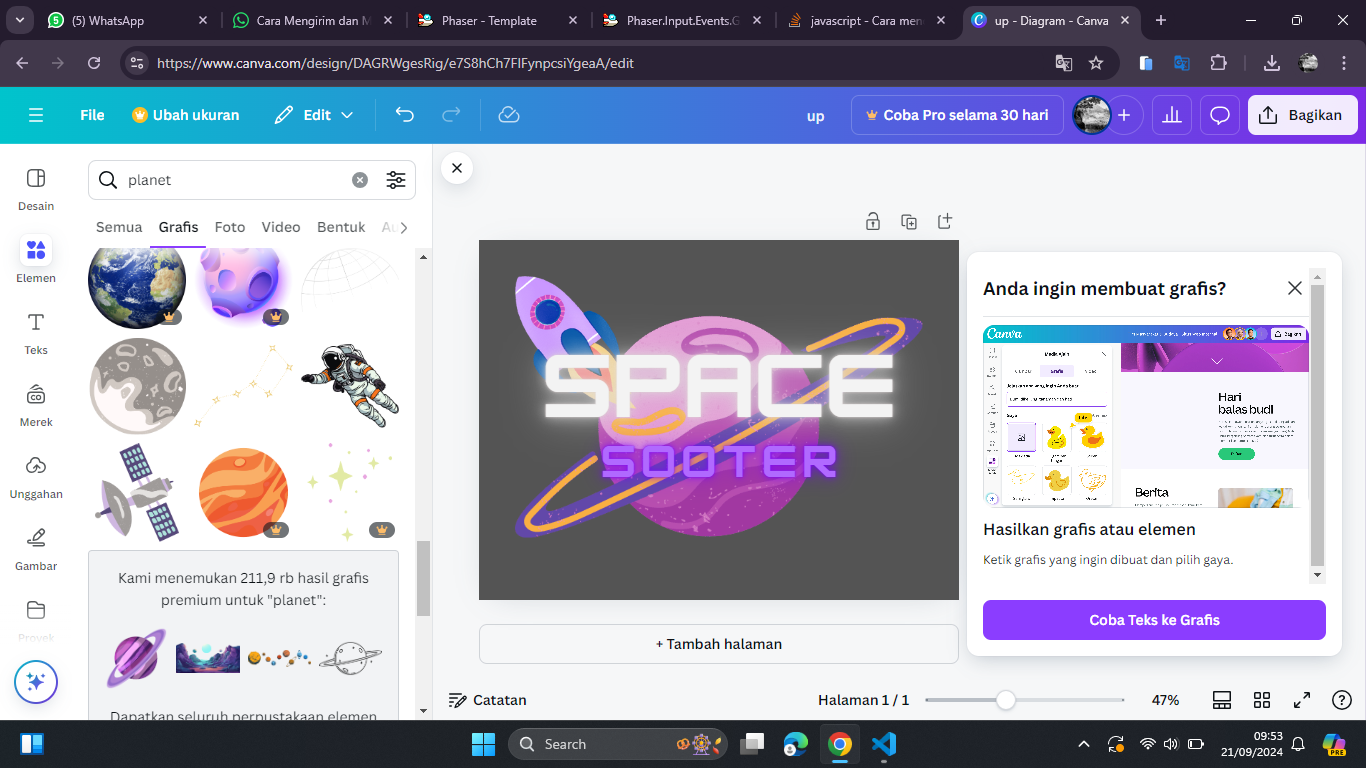 (5) WhatsApp
Cara Mengirim dan M
Phaser - Template
Phaser.Input.Events.G
javascript - Cara men
up - Diagram - Canva
https://www.canva.com/design/DAGRWgesRig/e7S8hCh7FIFynpcsiYgeaA/edit
File
Ubah ukuran
Edit
up
Coba Pro selama 30 hari
Bagikan
Desain
Elemen
Teks
Merek
Unggahan
Gambar
Proyek
planet
Semua
Grafis
Foto
Video
Bentuk
Au
Kami menemukan 211,9 rb hasil grafis
premium untuk "planet":
Dapatkan seluruh perpustakaan elemen
SPACE
SOOTER
+ Tambah halaman
Anda ingin membuat grafis?
Canva
Hari
balas budi
Berita
Hasilkan grafis atau elemen
Ketik grafis yang ingin dibuat dan pilih gaya.
Coba Teks ke Grafis
Catatan
Halaman 1 / 1
47%
Search
09:53
21/09/2024
PRE